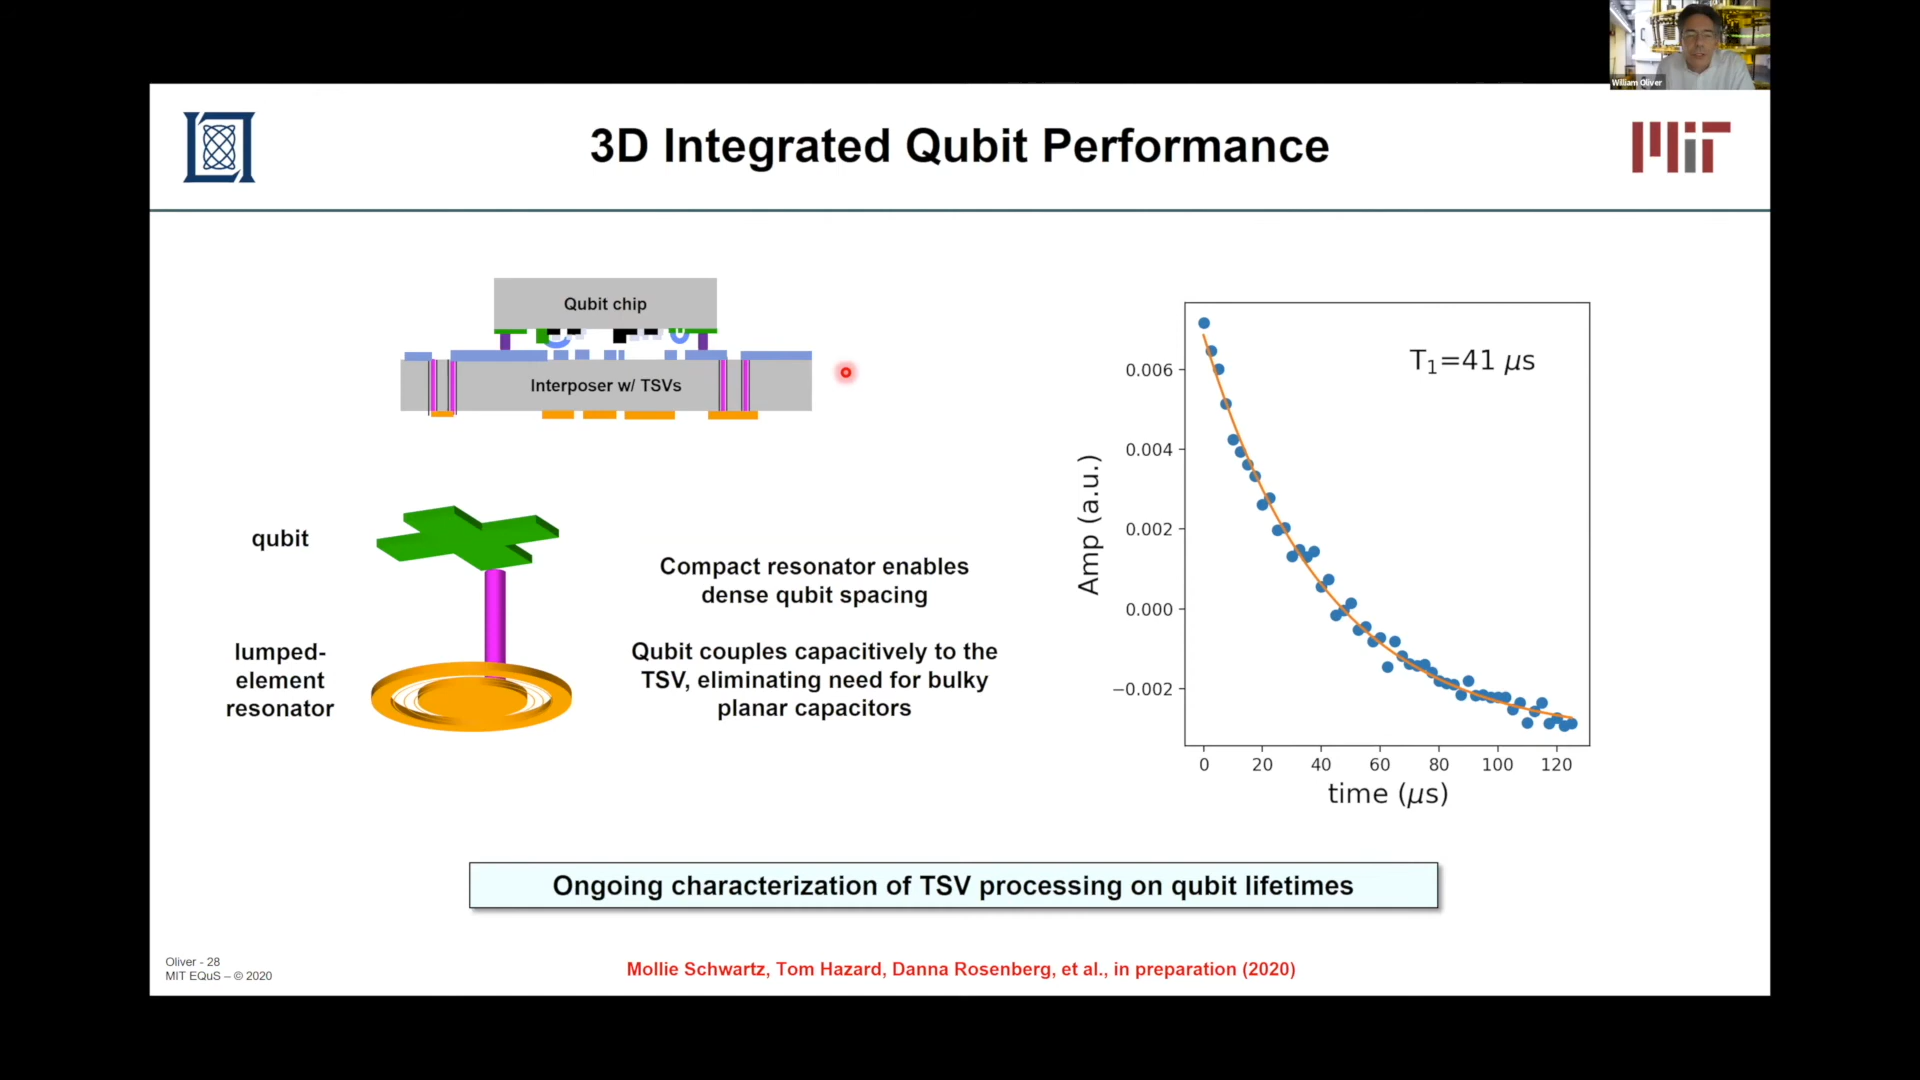 William Oliver
3D Integrated Qubit Performance
MIT
Qubit chip
Interposer w/ TSVs
qubit
lumped-
element
resonator
Compact resonator enables
dense qubit spacing
Qubit couples capacitively to the
TSV, eliminating need for bulky
planar capacitors
T₁=41 μs
Amp (a.u.)
0.006
0.004
0.002
0.000
−0.002
0 20 40 60 80 100 120
time (μs)
Ongoing characterization of TSV processing on qubit lifetimes
Oliver - 28
MIT EQuS – © 2020
Mollie Schwartz, Tom Hazard, Danna Rosenberg, et al., in preparation (2020)